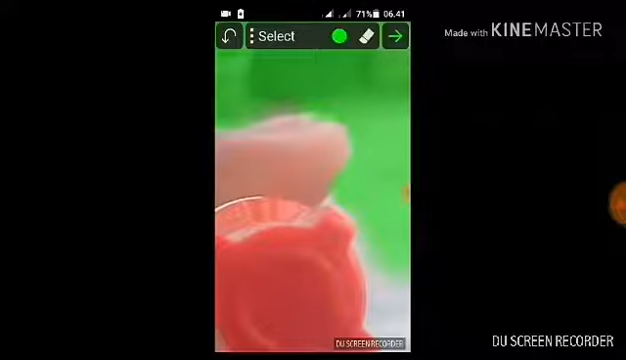 71% 06.41
Select
Made with KINEMASTER
DU SCREEN RECORDER
DU SCREEN RECORDER